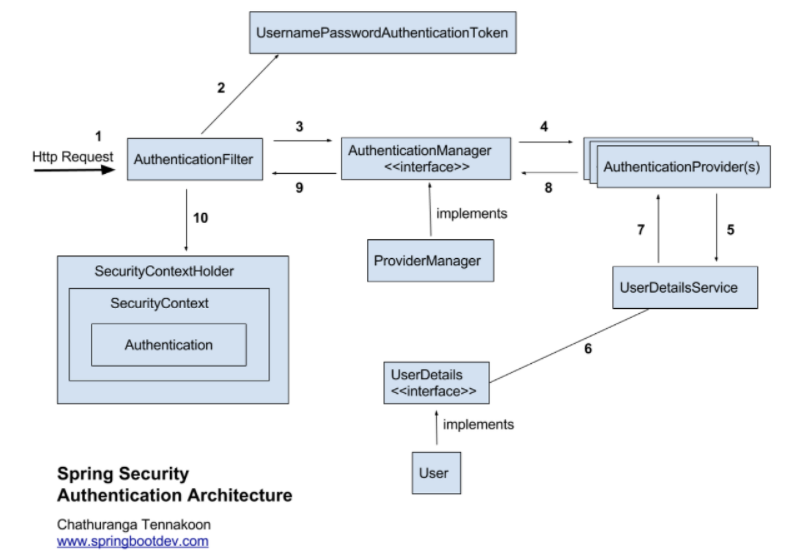 UsernamePasswordAuthenticationToken
2
1
3
4
Http Request
AuthenticationFilter
AuthenticationManager
<<interface>>
AuthenticationProvider(s)
9
8
10
implements
7
5
ProviderManager
SecurityContextHolder
SecurityContext
Authentication
UserDetailsService
6
UserDetails
<<interface>>
implements
User
Spring Security
Authentication Architecture
Chathuranga Tennakoon
www.springbootdev.com